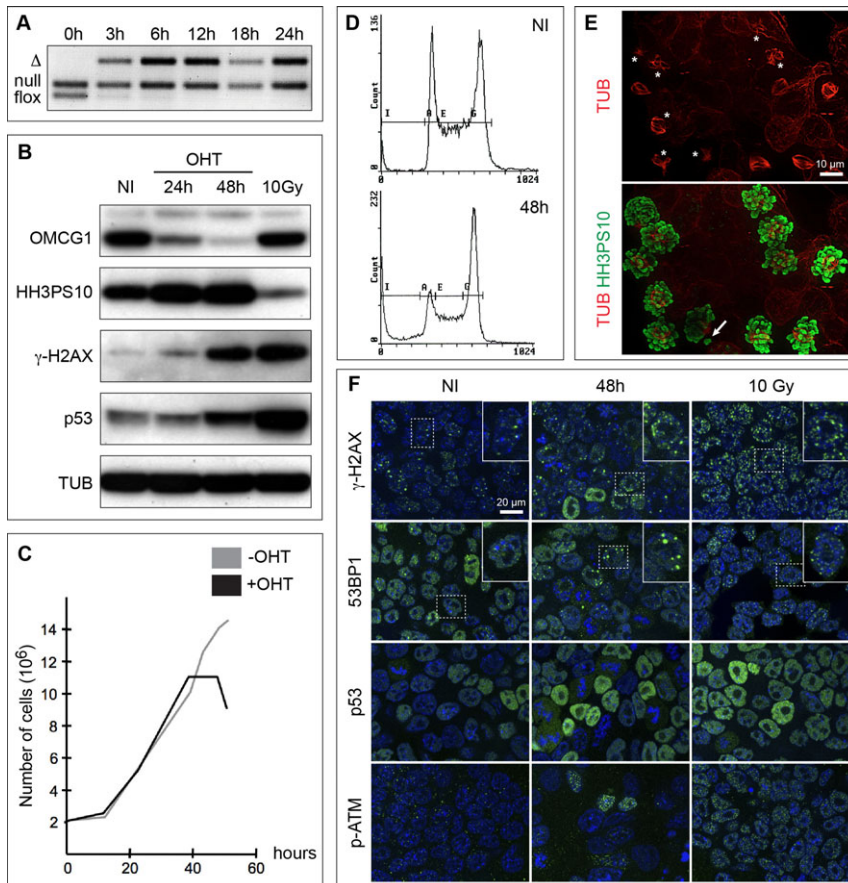 A
0h 3h 6h 12h 18h 24h
Δ
null
flox
B
OHT
NI 24h 48h 10Gy
OMCG1
HH3PS10
γ-H2AX
p53
TUB
C
-OHT
+OHT
Number of cells (10⁶)
14
12
10
8
6
4
2
0 20 40 60 hours
D
NI
136
Count
I A E G
0
0 1024
48h
232
Count
I A E G
0
0 1024
E
TUB
* * * * * * * *
10 µm
TUB HH3PS10
F
NI 48h 10 Gy
γ-H2AX
20 µm
53BP1
p53
p-ATM